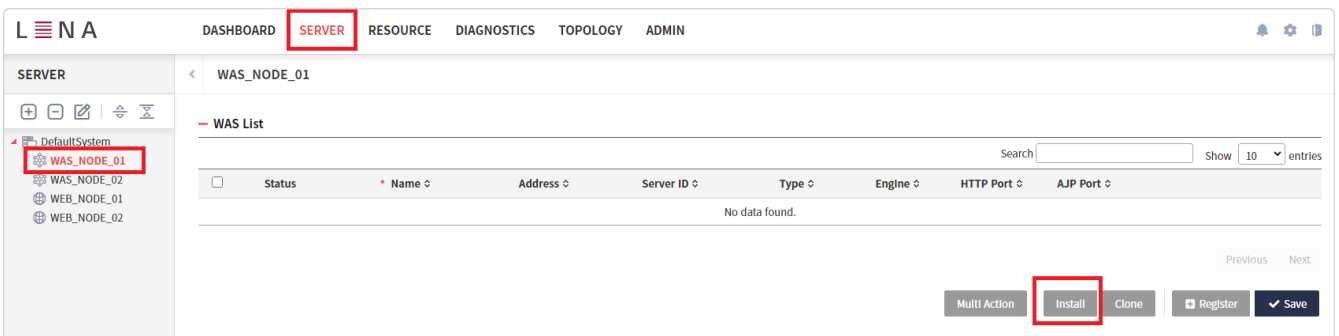 LENA
DASHBOARD SERVER RESOURCE DIAGNOSTICS TOPOLOGY ADMIN
SERVER
WAS_NODE_01
DefaultSystem
WAS_NODE_01
WAS_NODE_02
WEB_NODE_01
WEB_NODE_02
WAS List
Search Show 10 entries
Status * Name Address Server ID Type Engine HTTP Port AJP Port
No data found.
Previous Next
Multi Action Install Clone Register Save